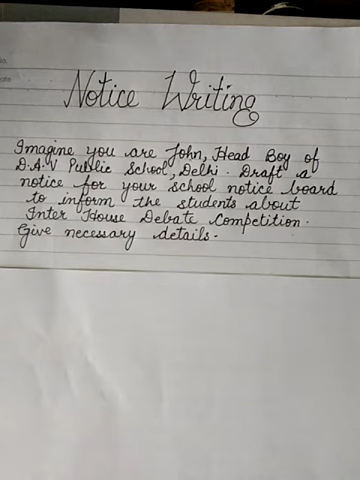 Notice Writing
Imagine you are John, Head Boy of
D.A.V Public School, Delhi. Draft a
notice for your school notice board
to inform the students about
Inter House Debate Competition.
Give necessary details.